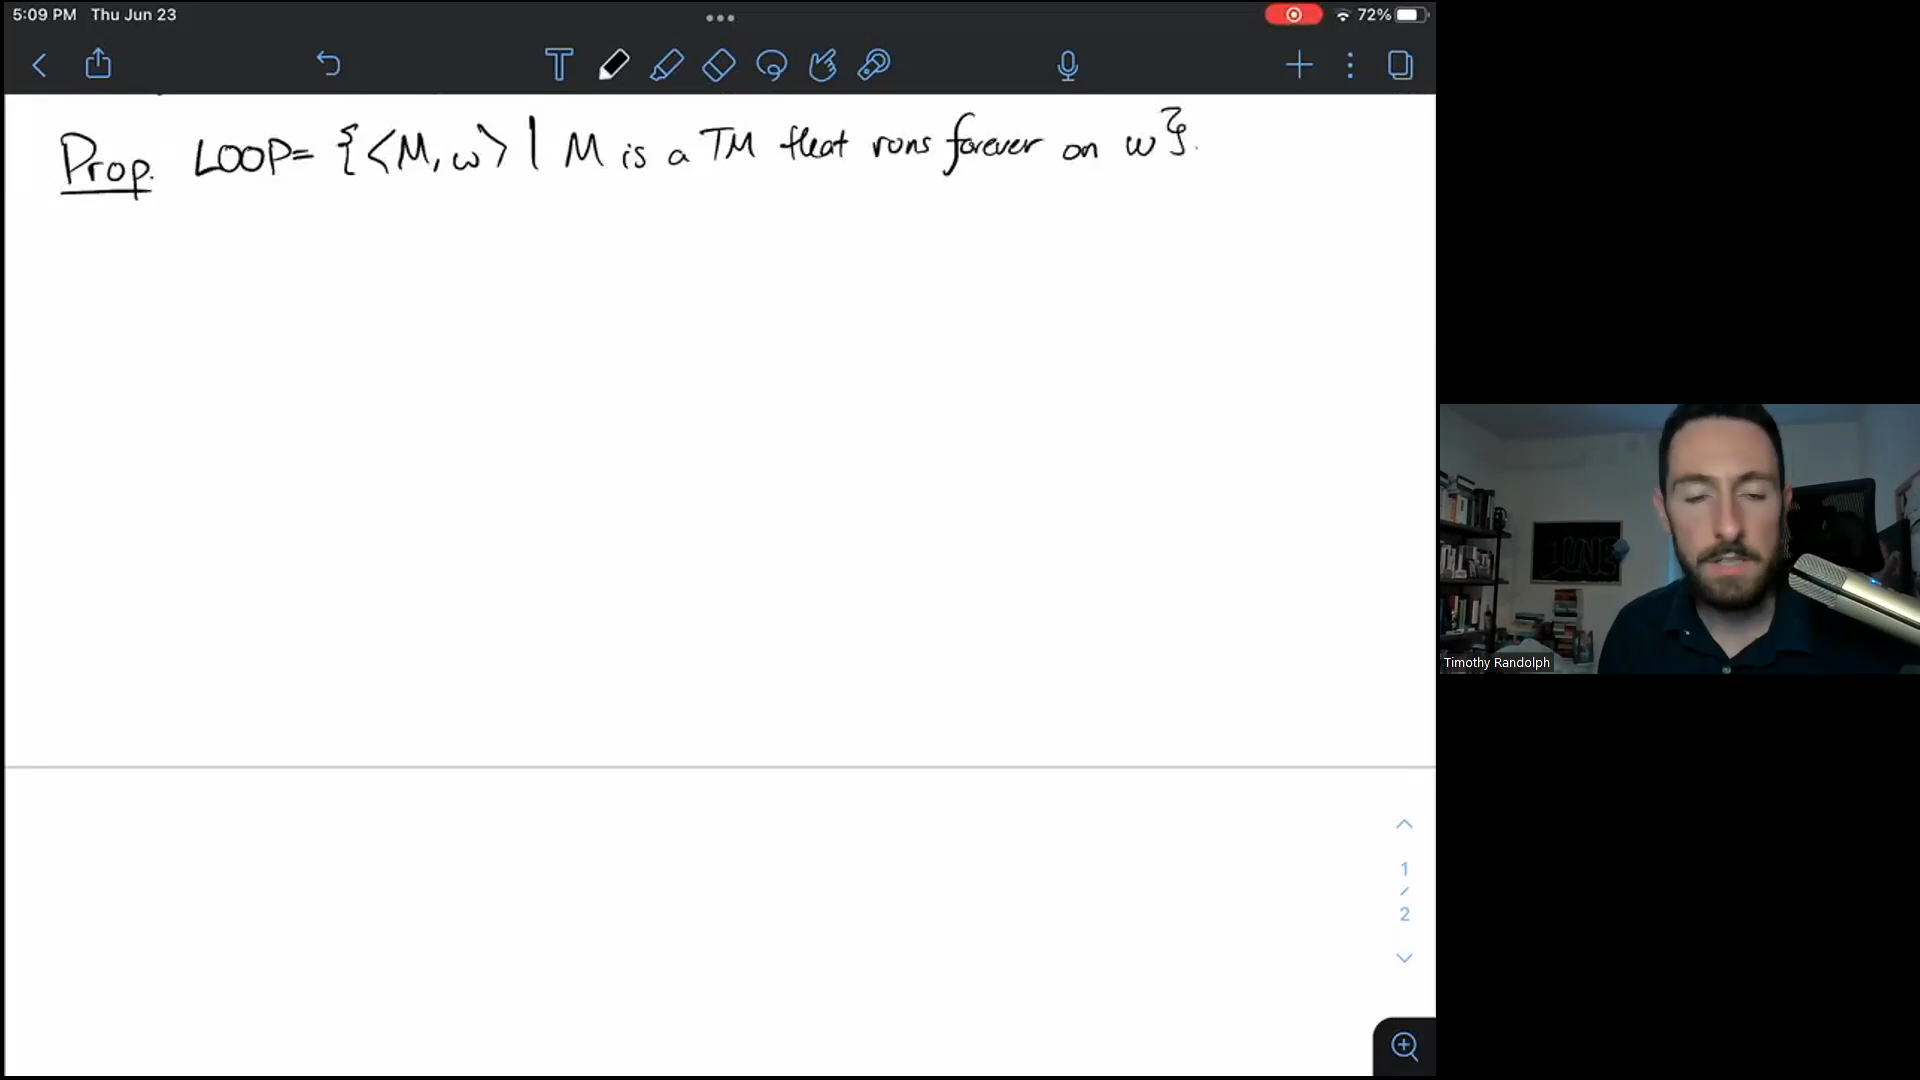 5:09 PM Thu Jun 23
72%
Prop. LOOP= {<M, w> | M is a TM that runs forever on w}.
JUNE
Timothy Randolph
1
/
2